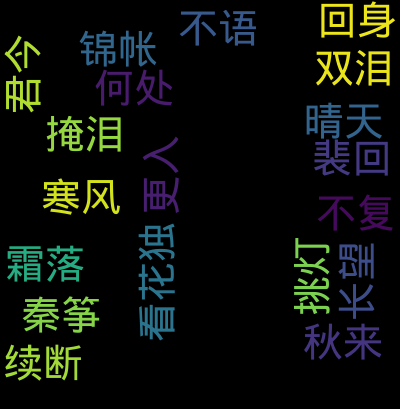 不语
回身
锦帐
双泪
君今
何处
晴天
掩泪
裴回
更人
寒风
不复
看花独
霜落
挑灯
长望
秦筝
秋来
续断